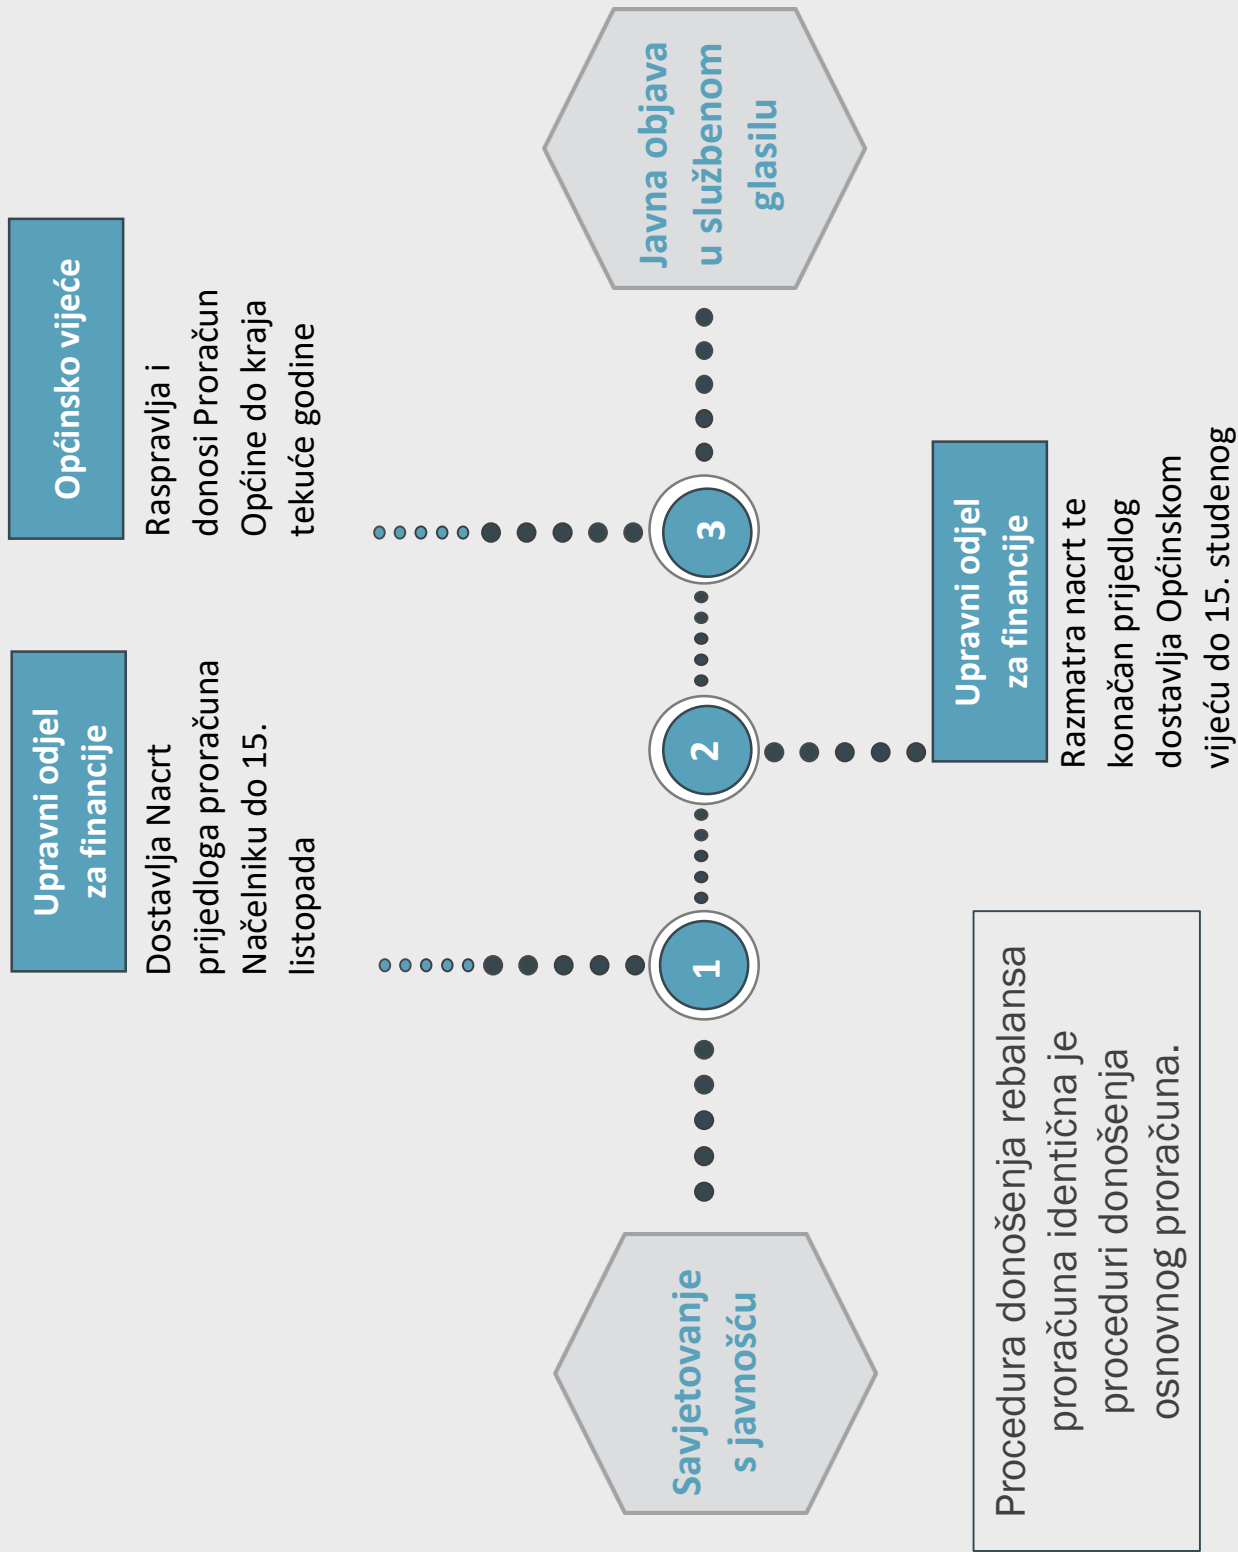 Savjetovanje
s javnošću
Upravni odjel
za financije
Dostavlja Nacrt
prijedloga proračuna
Načelniku do 15.
listopada
1
2
Upravni odjel
za financije
Razmatra nacrt te
konačan prijedlog
dostavlja Općinskom
vijeću do 15. studenog
3
Općinsko vijeće
Raspravlja i
donosi Proračun
Općine do kraja
tekuće godine
Javna objava
u službenom
glasilu
Procedura donošenja rebalansa
proračuna identična je
proceduri donošenja
osnovnog proračuna.